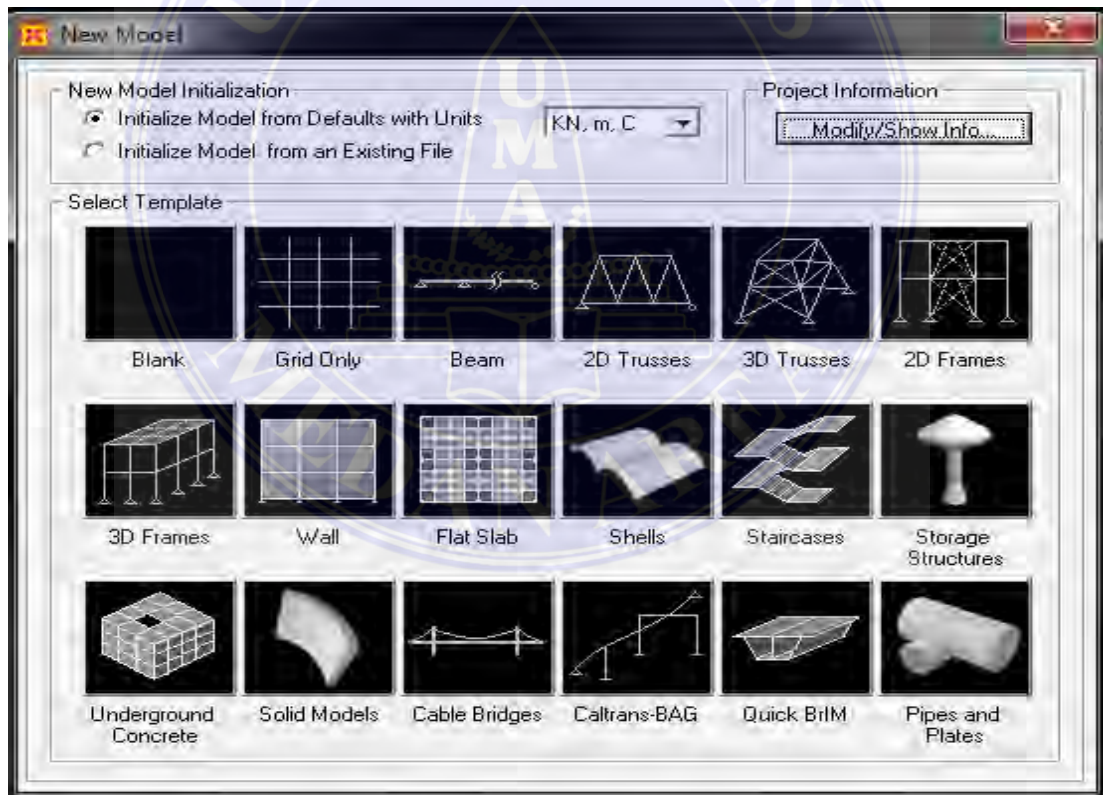 New Model
New Model Initialization
Initialize Model from Defaults with Units
KN, m, C
Initialize Model from an Existing File
Project Information
Modify/Show Info...
Select Template
Blank
Grid Only
Beam
2D Trusses
3D Trusses
2D Frames
3D Frames
Wall
Flat Slab
Shells
Staircases
Storage
Structures
Underground
Concrete
Solid Models
Cable Bridges
Caltrans-BAG
Quick BrIM
Pipes and
Plates
UMA
MEDAN AREA